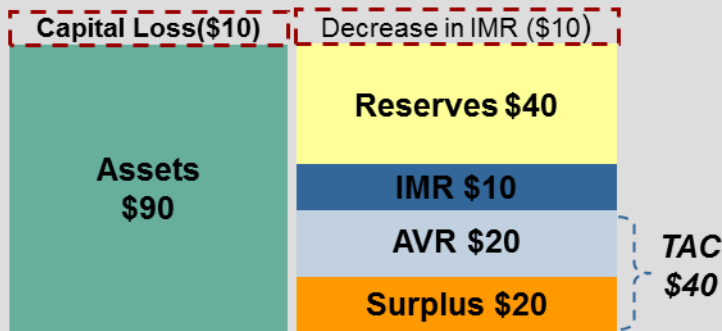 Capital Loss($10)
Decrease in IMR ($10)
Assets
$90
Reserves $40
IMR $10
AVR $20
Surplus $20
TAC
$40